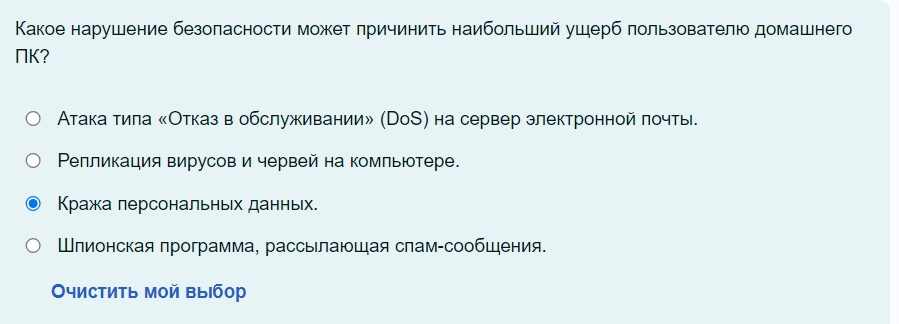 Какое нарушение безопасности может причинить наибольший ущерб пользователю домашнего
ПК?
Атака типа «Отказ в обслуживании» (DoS) на сервер электронной почты.
Репликация вирусов и червей на компьютере.
Кража персональных данных.
Шпионская программа, рассылающая спам-сообщения.
Очистить мой выбор